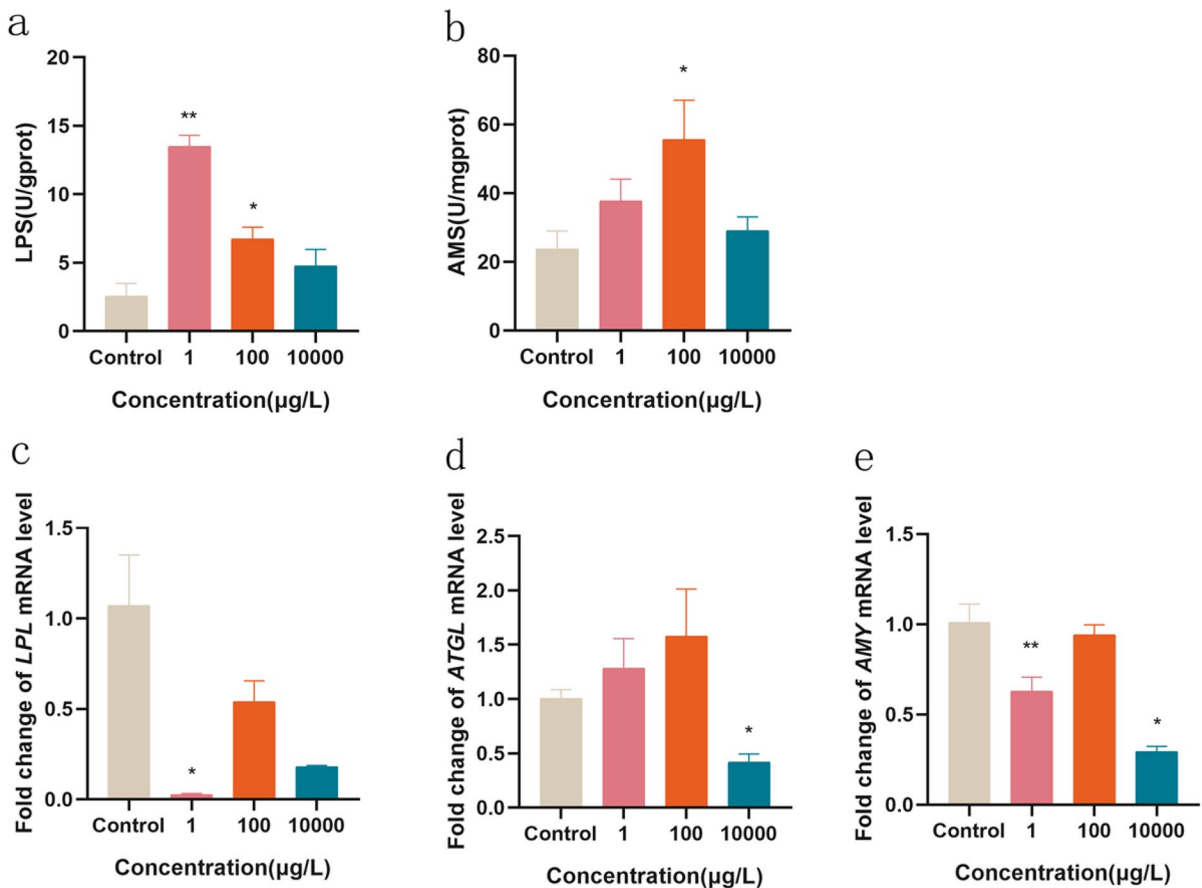 a
LPS(U/gprot)
20
15
10
5
0
**
*
Control 1 100 10000
Concentration(μg/L)
b
AMS(U/mgprot)
80
60
40
20
0
*
Control 1 100 10000
Concentration(μg/L)
c
Fold change of LPL mRNA level
1.5
1.0
0.5
0.0
*
Control 1 100 10000
Concentration(μg/L)
d
Fold change of ATGL mRNA level
2.5
2.0
1.5
1.0
0.5
0.0
*
Control 1 100 10000
Concentration(μg/L)
e
Fold change of AMY mRNA level
1.5
1.0
0.5
0.0
**
*
Control 1 100 10000
Concentration(μg/L)